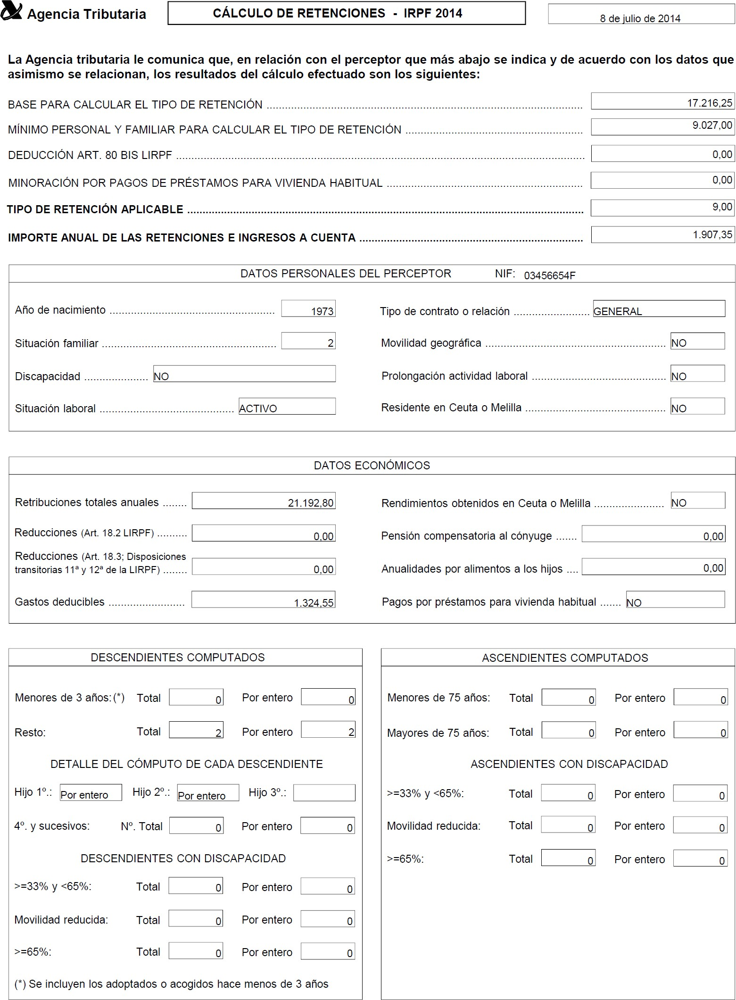 Agencia Tributaria
CÁLCULO DE RETENCIONES - IRPF 2014
8 de julio de 2014
La Agencia tributaria le comunica que, en relación con el perceptor que más abajo se indica y de acuerdo con los datos que
asimismo se relacionan, los resultados del cálculo efectuado son los siguientes:
BASE PARA CALCULAR EL TIPO DE RETENCIÓN 17.216,25
MÍNIMO PERSONAL Y FAMILIAR PARA CALCULAR EL TIPO DE RETENCIÓN 9.027,00
DEDUCCIÓN ART. 80 BIS LIRPF 0,00
MINORACIÓN POR PAGOS DE PRÉSTAMOS PARA VIVIENDA HABITUAL 0,00
TIPO DE RETENCIÓN APLICABLE 9,00
IMPORTE ANUAL DE LAS RETENCIONES E INGRESOS A CUENTA 1.907,35
DATOS PERSONALES DEL PERCEPTOR NIF: 03456654F
Año de nacimiento 1973 Tipo de contrato o relación GENERAL
Situación familiar 2 Movilidad geográfica NO
Discapacidad NO Prolongación actividad laboral NO
Situación laboral ACTIVO Residente en Ceuta o Melilla NO
DATOS ECONÓMICOS
Retribuciones totales anuales 21.192,80 Rendimientos obtenidos en Ceuta o Melilla NO
Reducciones (Art. 18.2 LIRPF) 0,00 Pensión compensatoria al cónyuge 0,00
Reducciones (Art. 18.3; Disposiciones
transitorias 11ª y 12ª de la LIRPF) 0,00 Anualidades por alimentos a los hijos 0,00
Gastos deducibles 1.324,55 Pagos por préstamos para vivienda habitual NO
DESCENDIENTES COMPUTADOS
Menores de 3 años:(*) Total 0 Por entero 0
Resto: Total 2 Por entero 2
DETALLE DEL CÓMPUTO DE CADA DESCENDIENTE
Hijo 1º.: Por entero Hijo 2º.: Por entero Hijo 3º.:
4º. y sucesivos: Nº. Total 0 Por entero 0
DESCENDIENTES CON DISCAPACIDAD
>=33% y <65%: Total 0 Por entero 0
Movilidad reducida: Total 0 Por entero 0
>=65%: Total 0 Por entero 0
(*) Se incluyen los adoptados o acogidos hace menos de 3 años
ASCENDIENTES COMPUTADOS
Menores de 75 años: Total 0 Por entero 0
Mayores de 75 años: Total 0 Por entero 0
ASCENDIENTES CON DISCAPACIDAD
>=33% y <65%: Total 0 Por entero 0
Movilidad reducida: Total 0 Por entero 0
>=65%: Total 0 Por entero 0